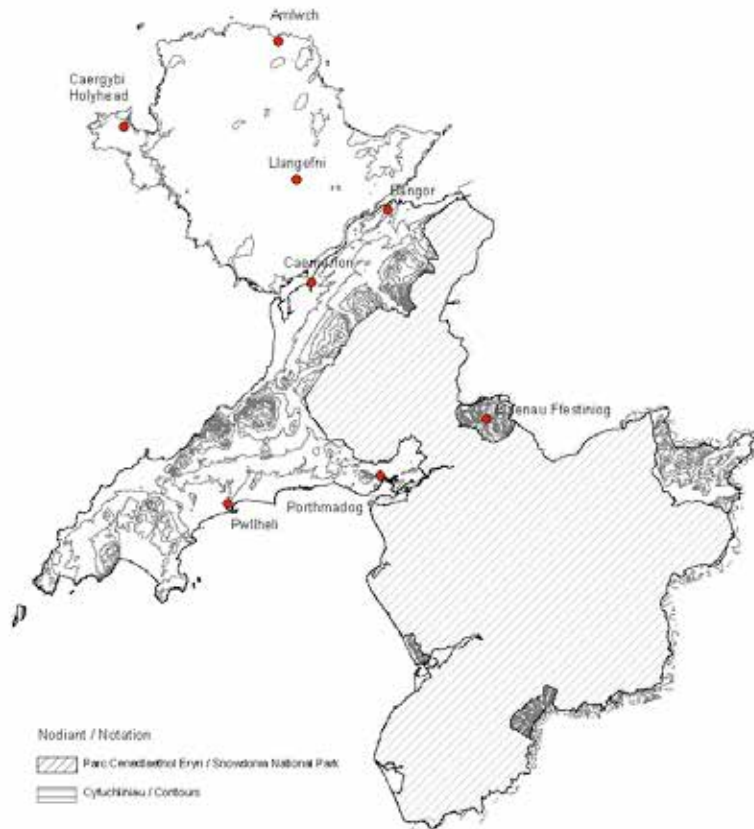 Amlwch
Caergybi
Holyhead
Llangefni
Bangor
Caernarfon
Blaenau Ffestiniog
Porthmadog
Pwllheli
Nodiant / Notation
Parc Cenedlaethol Eryri / Snowdonia National Park
Cyfuchliniau / Contours